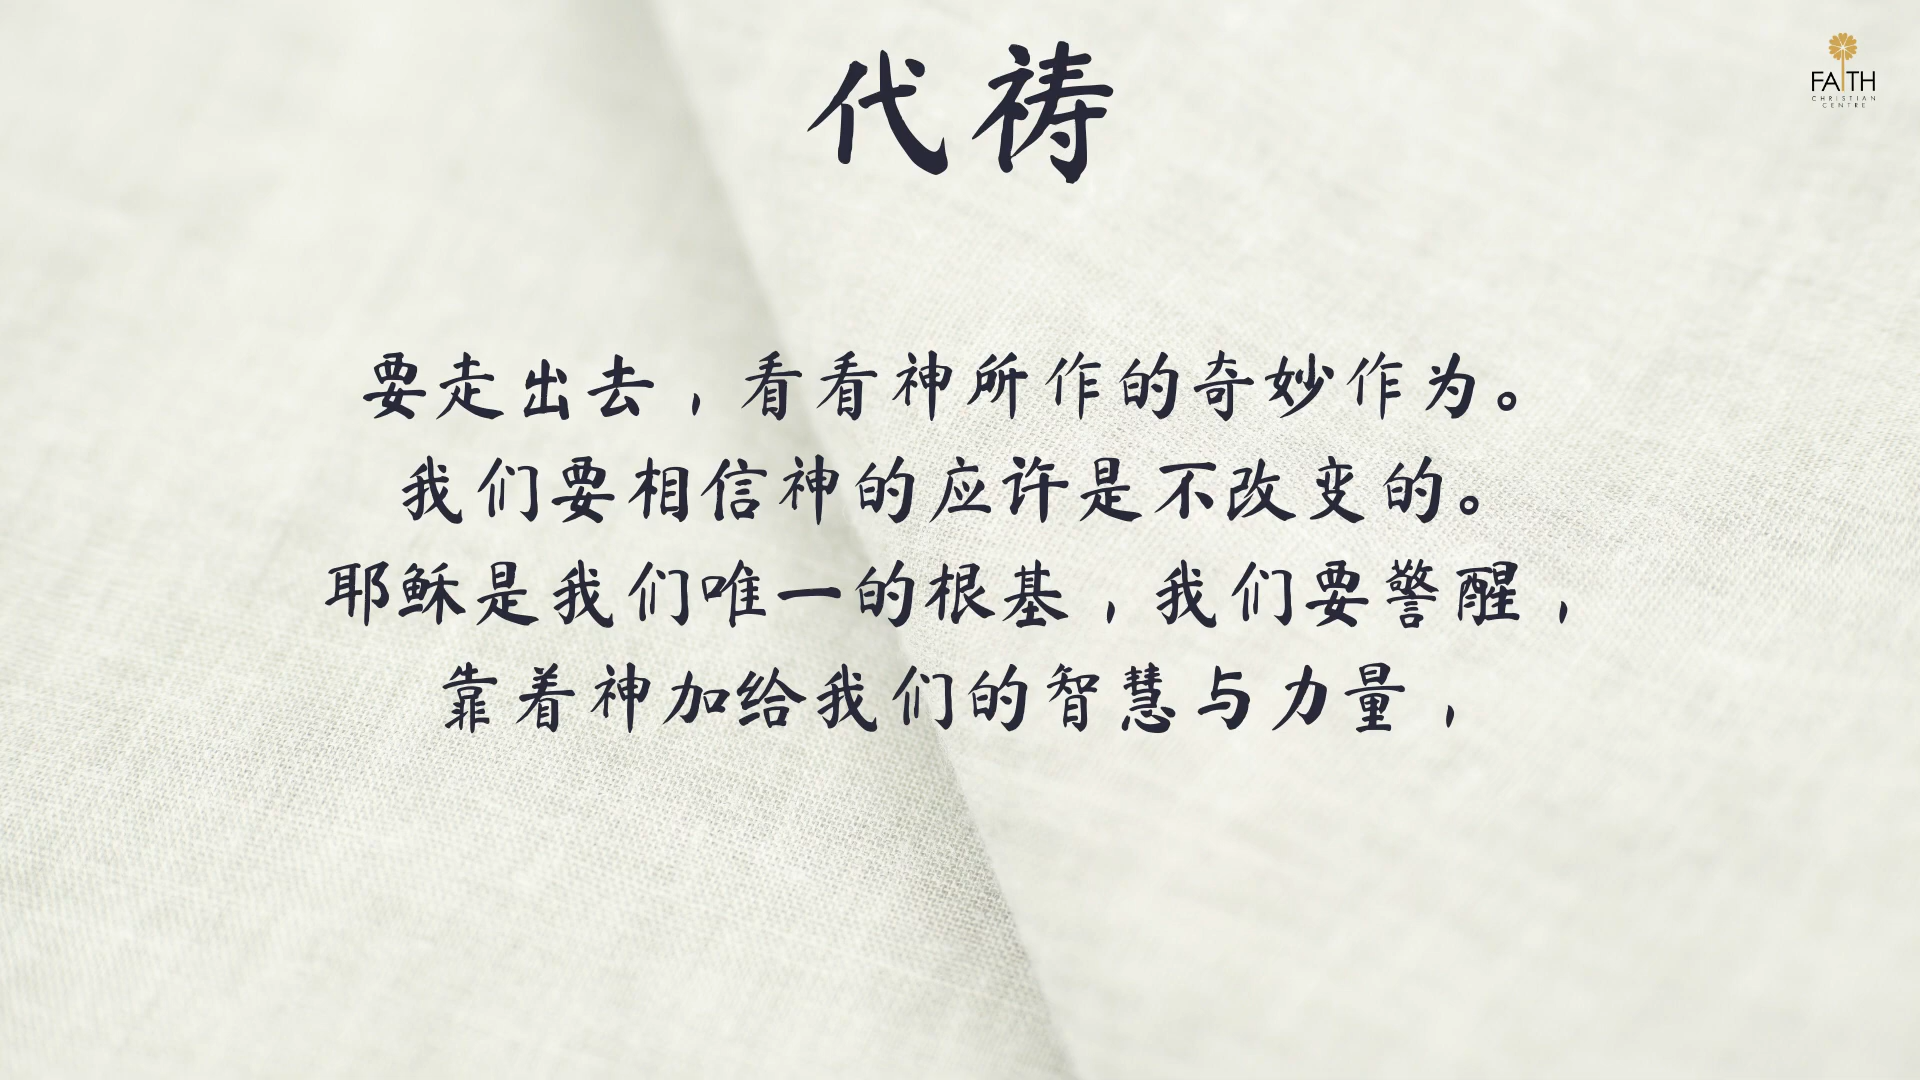 代祷
FAITH
CHRISTIAN
CENTRE
要走出去，看看神所作的奇妙作为。
我们要相信神的应许是不改变的。
耶稣是我们唯一的根基，我们要警醒，
靠着神加给我们的智慧与力量，